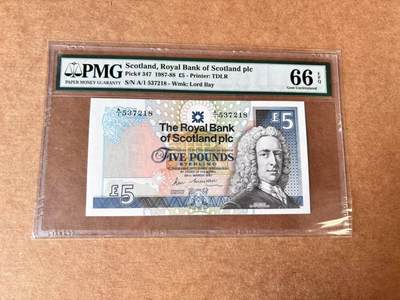 PMG
PAPER MONEY GUARANTY
Scotland, Royal Bank of Scotland plc
Pick# 347 1987-88 £5 - Printer: TDLR
S/N A/1 537218 - Wmk: Lord Ilay
66 EPQ
Gem Uncirculated
A/1 537218
A/1 537218
£5
The Royal Bank
of Scotland plc
FIVE POUNDS
STERLING
£5